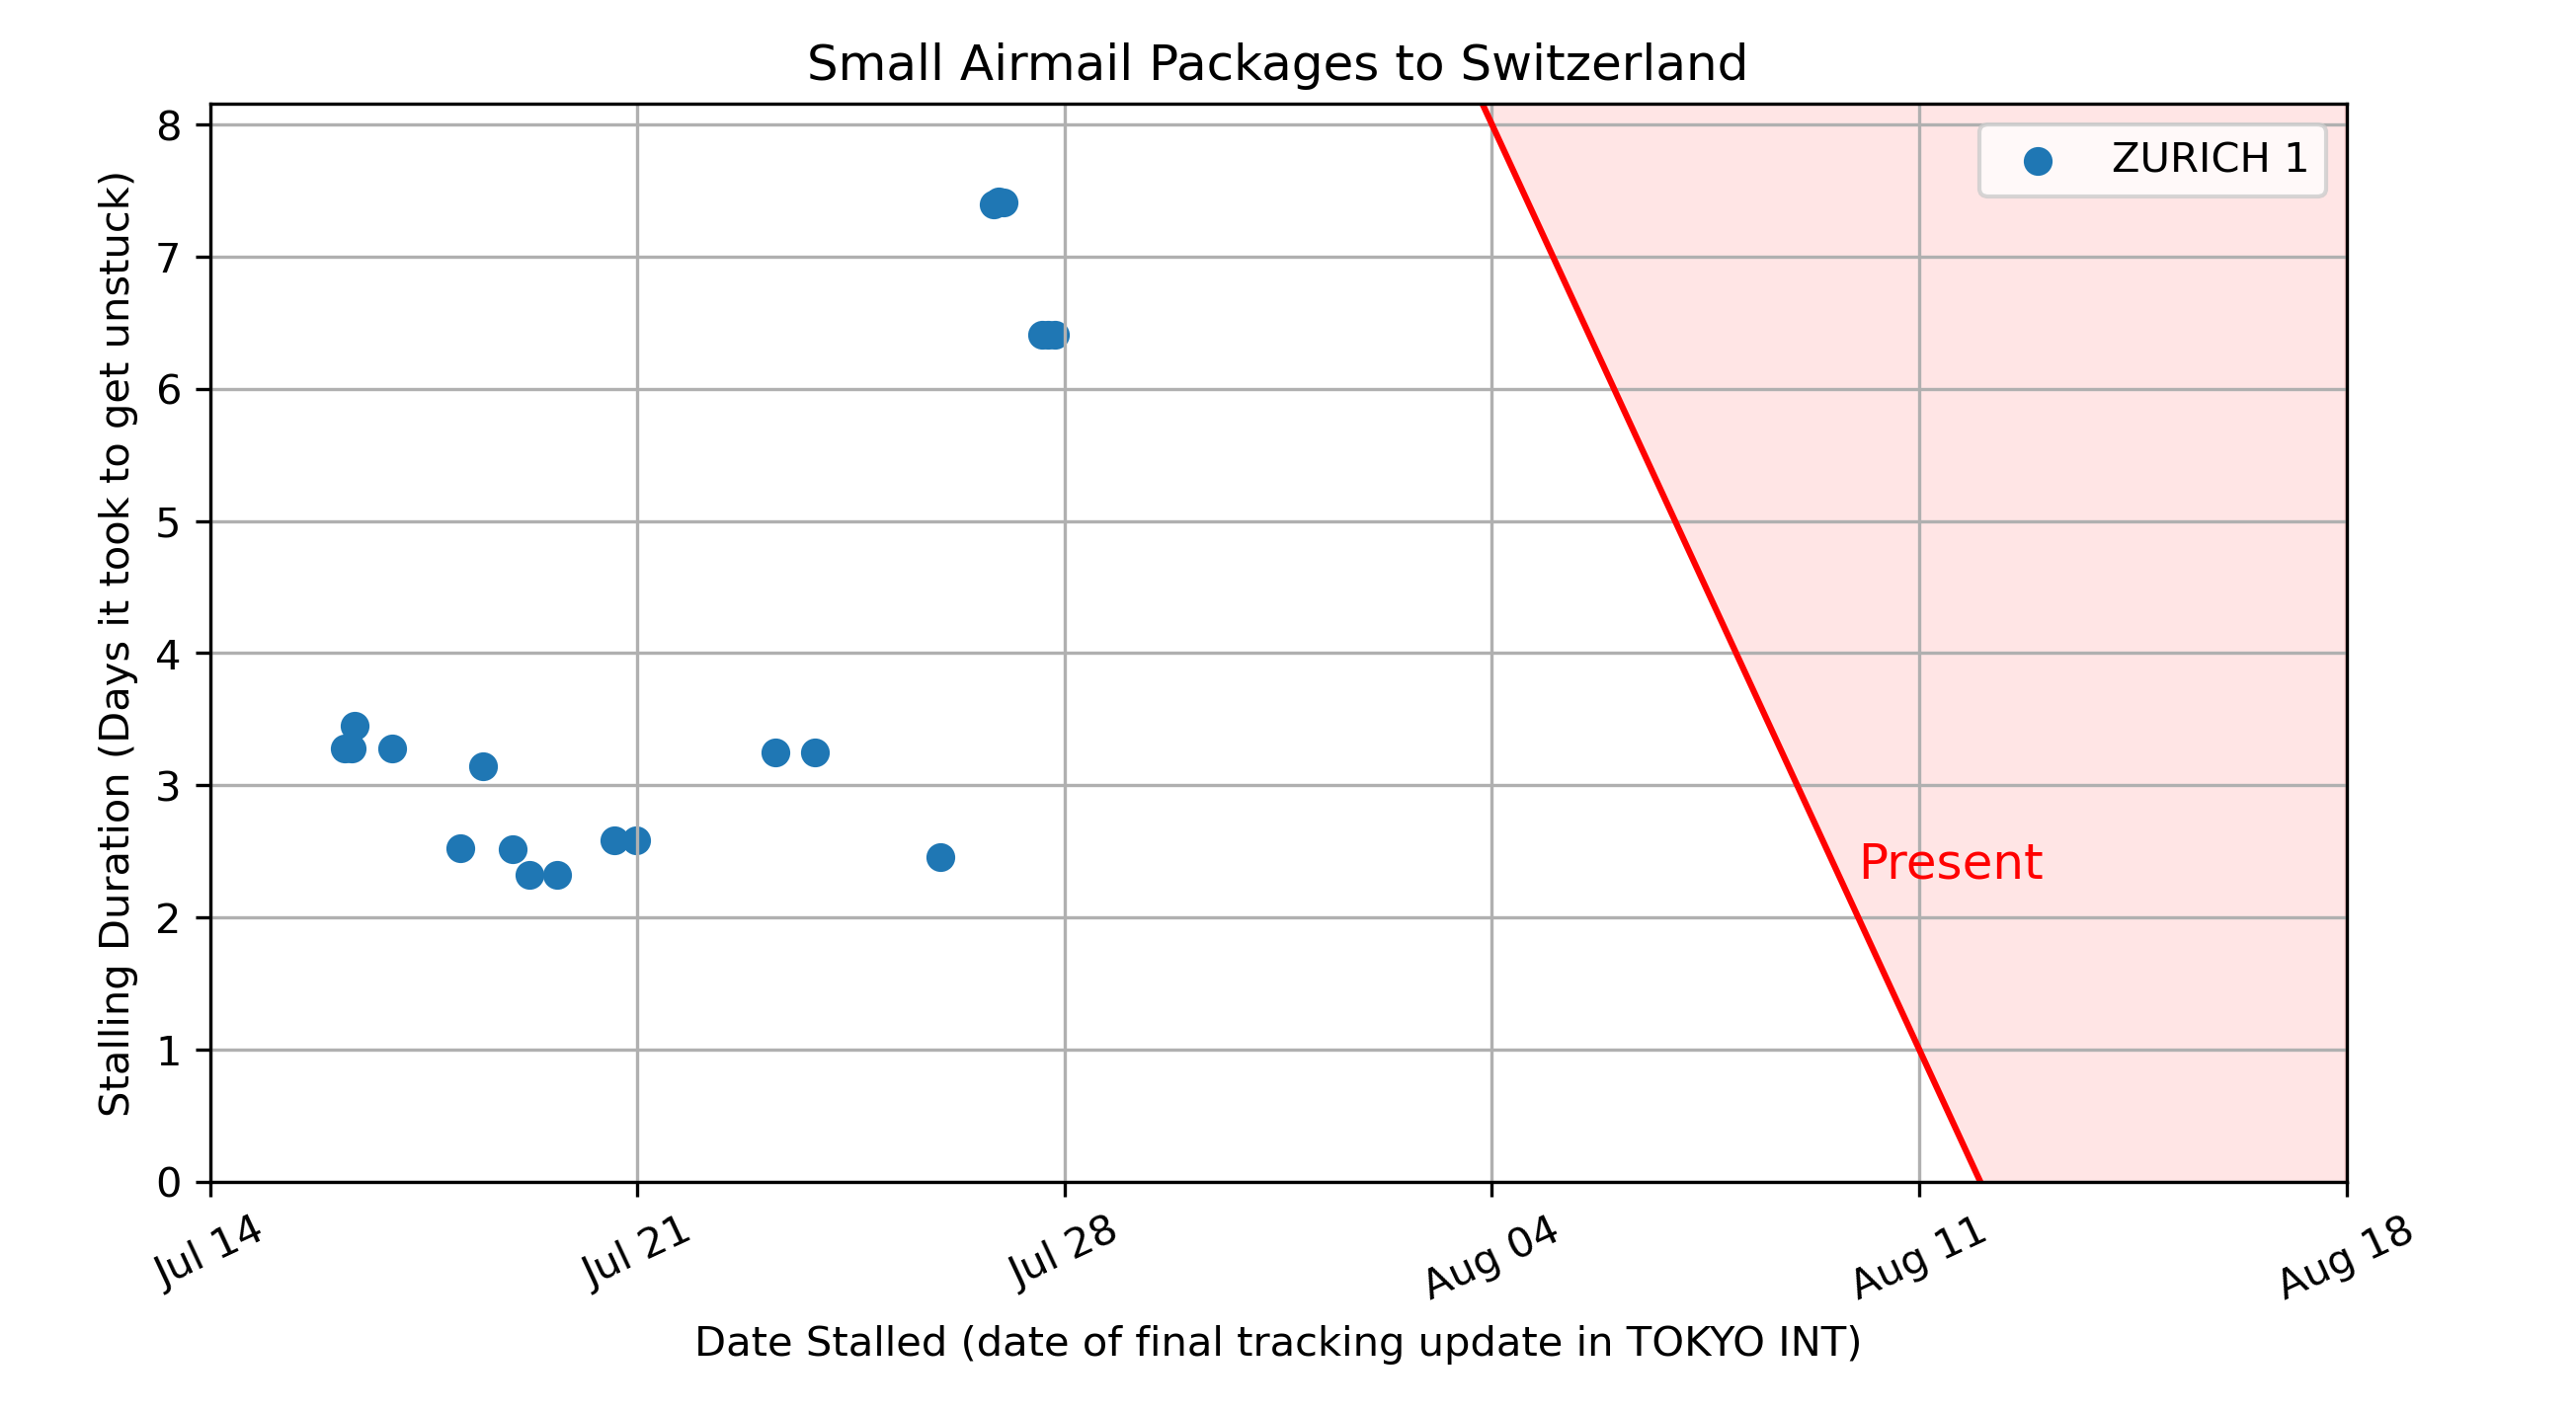 Small Airmail Packages to Switzerland
Stalling Duration (Days it took to get unstuck)
8
7
6
5
4
3
2
1
0
ZURICH 1
Present
Jul 14
Jul 21
Jul 28
Aug 04
Aug 11
Aug 18
Date Stalled (date of final tracking update in TOKYO INT)